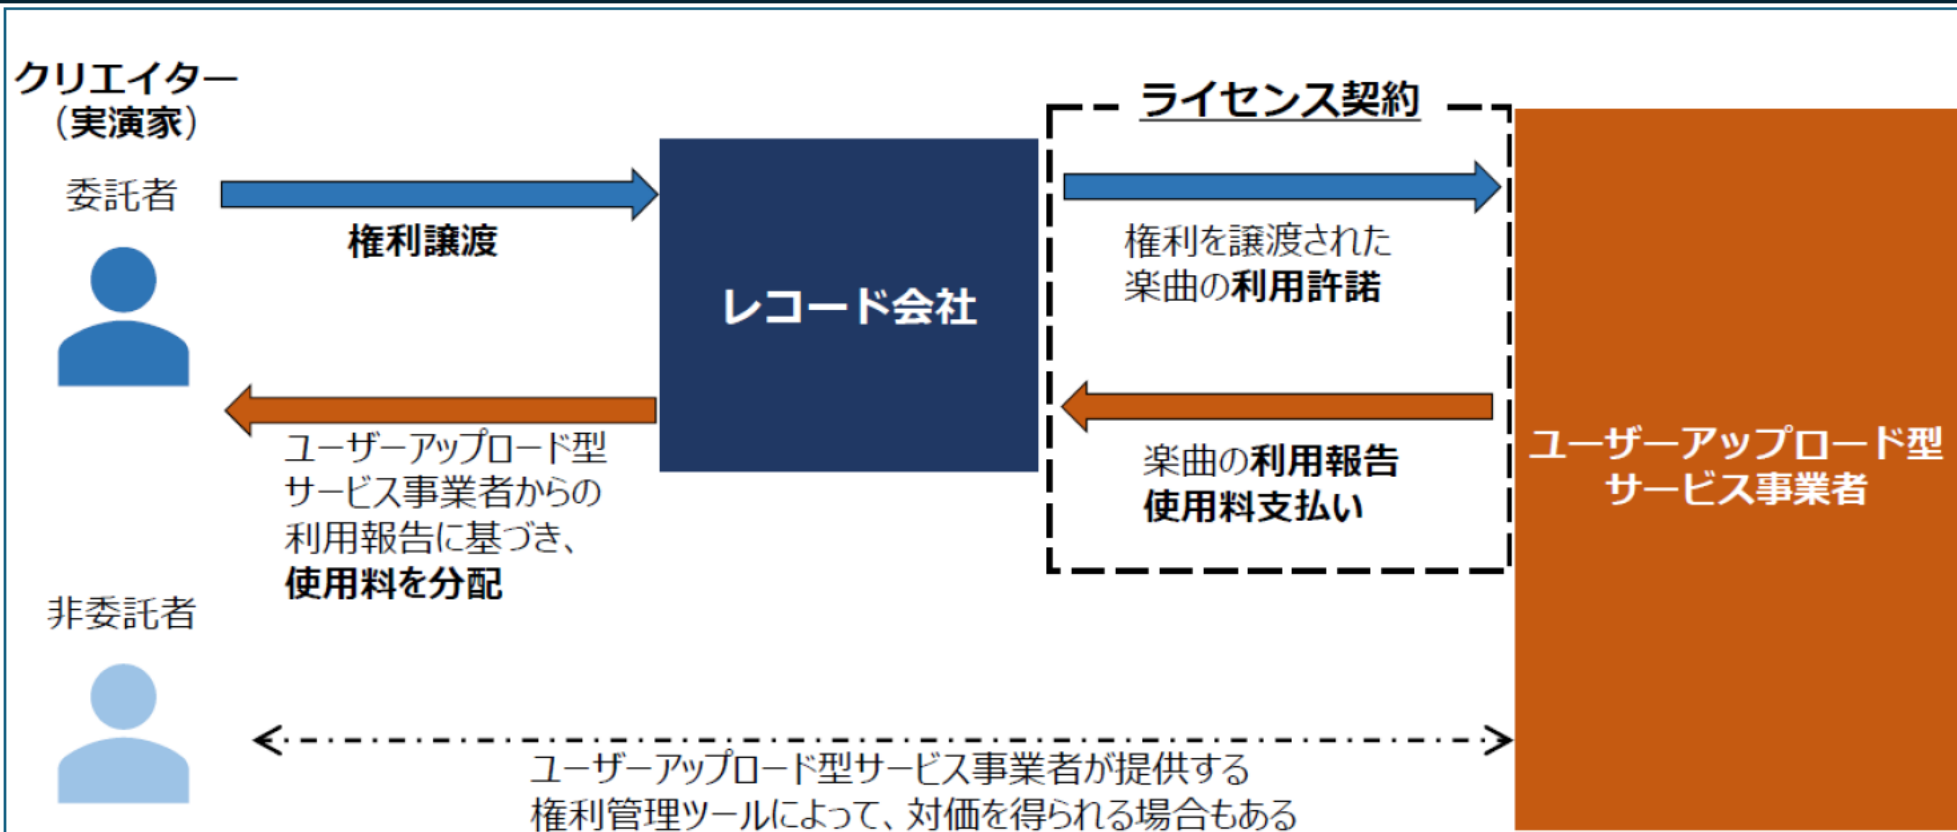 クリエイター
（実演家）
委託者
権利譲渡
レコード会社
ライセンス契約
権利を譲渡された
楽曲の利用許諾
ユーザーアップロード型
サービス事業者からの
利用報告に基づき、
使用料を分配
楽曲の利用報告
使用料支払い
ユーザーアップロード型
サービス事業者
非委託者
ユーザーアップロード型サービス事業者が提供する
権利管理ツールによって、対価を得られる場合もある